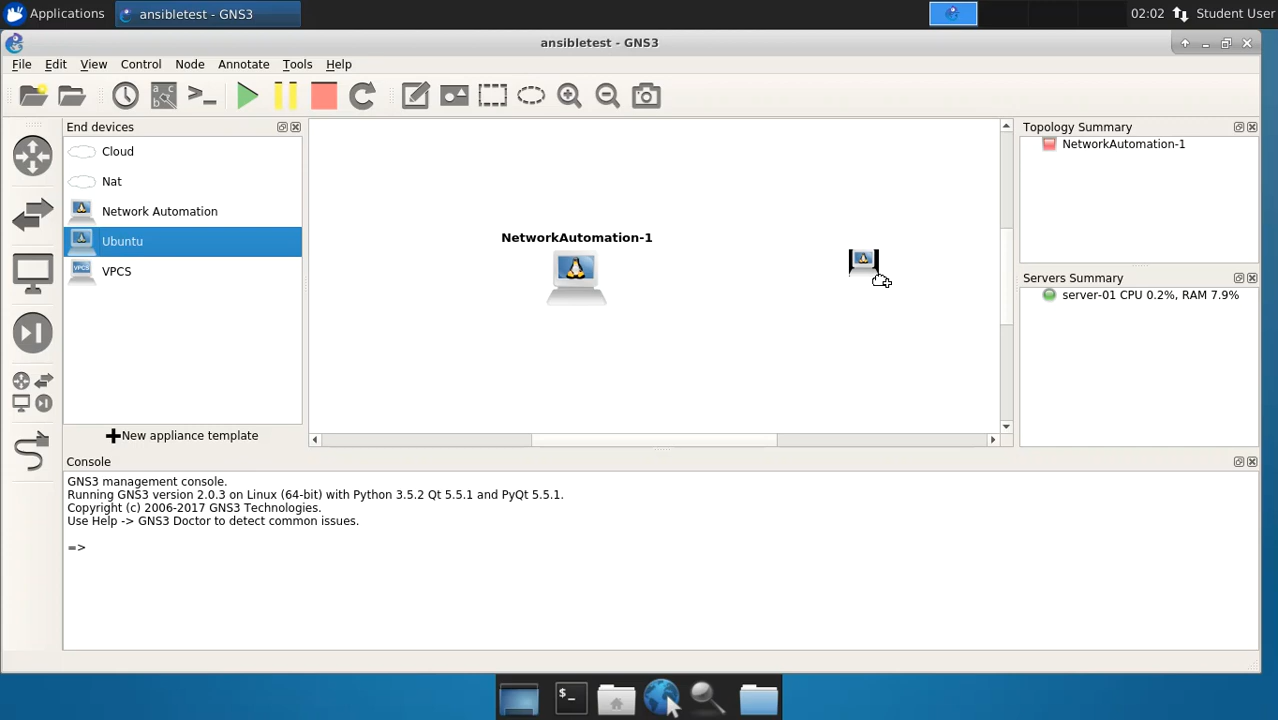 Applications
ansibletest - GNS3
02:02
Student User
ansibletest - GNS3
File Edit View Control Node Annotate Tools Help
End devices
Cloud
Nat
Network Automation
Ubuntu
VPCS
VPCS
New appliance template
NetworkAutomation-1
Topology Summary
NetworkAutomation-1
Servers Summary
server-01 CPU 0.2%, RAM 7.9%
Console
GNS3 management console.
Running GNS3 version 2.0.3 on Linux (64-bit) with Python 3.5.2 Qt 5.5.1 and PyQt 5.5.1.
Copyright (c) 2006-2017 GNS3 Technologies.
Use Help -> GNS3 Doctor to detect common issues.
=>